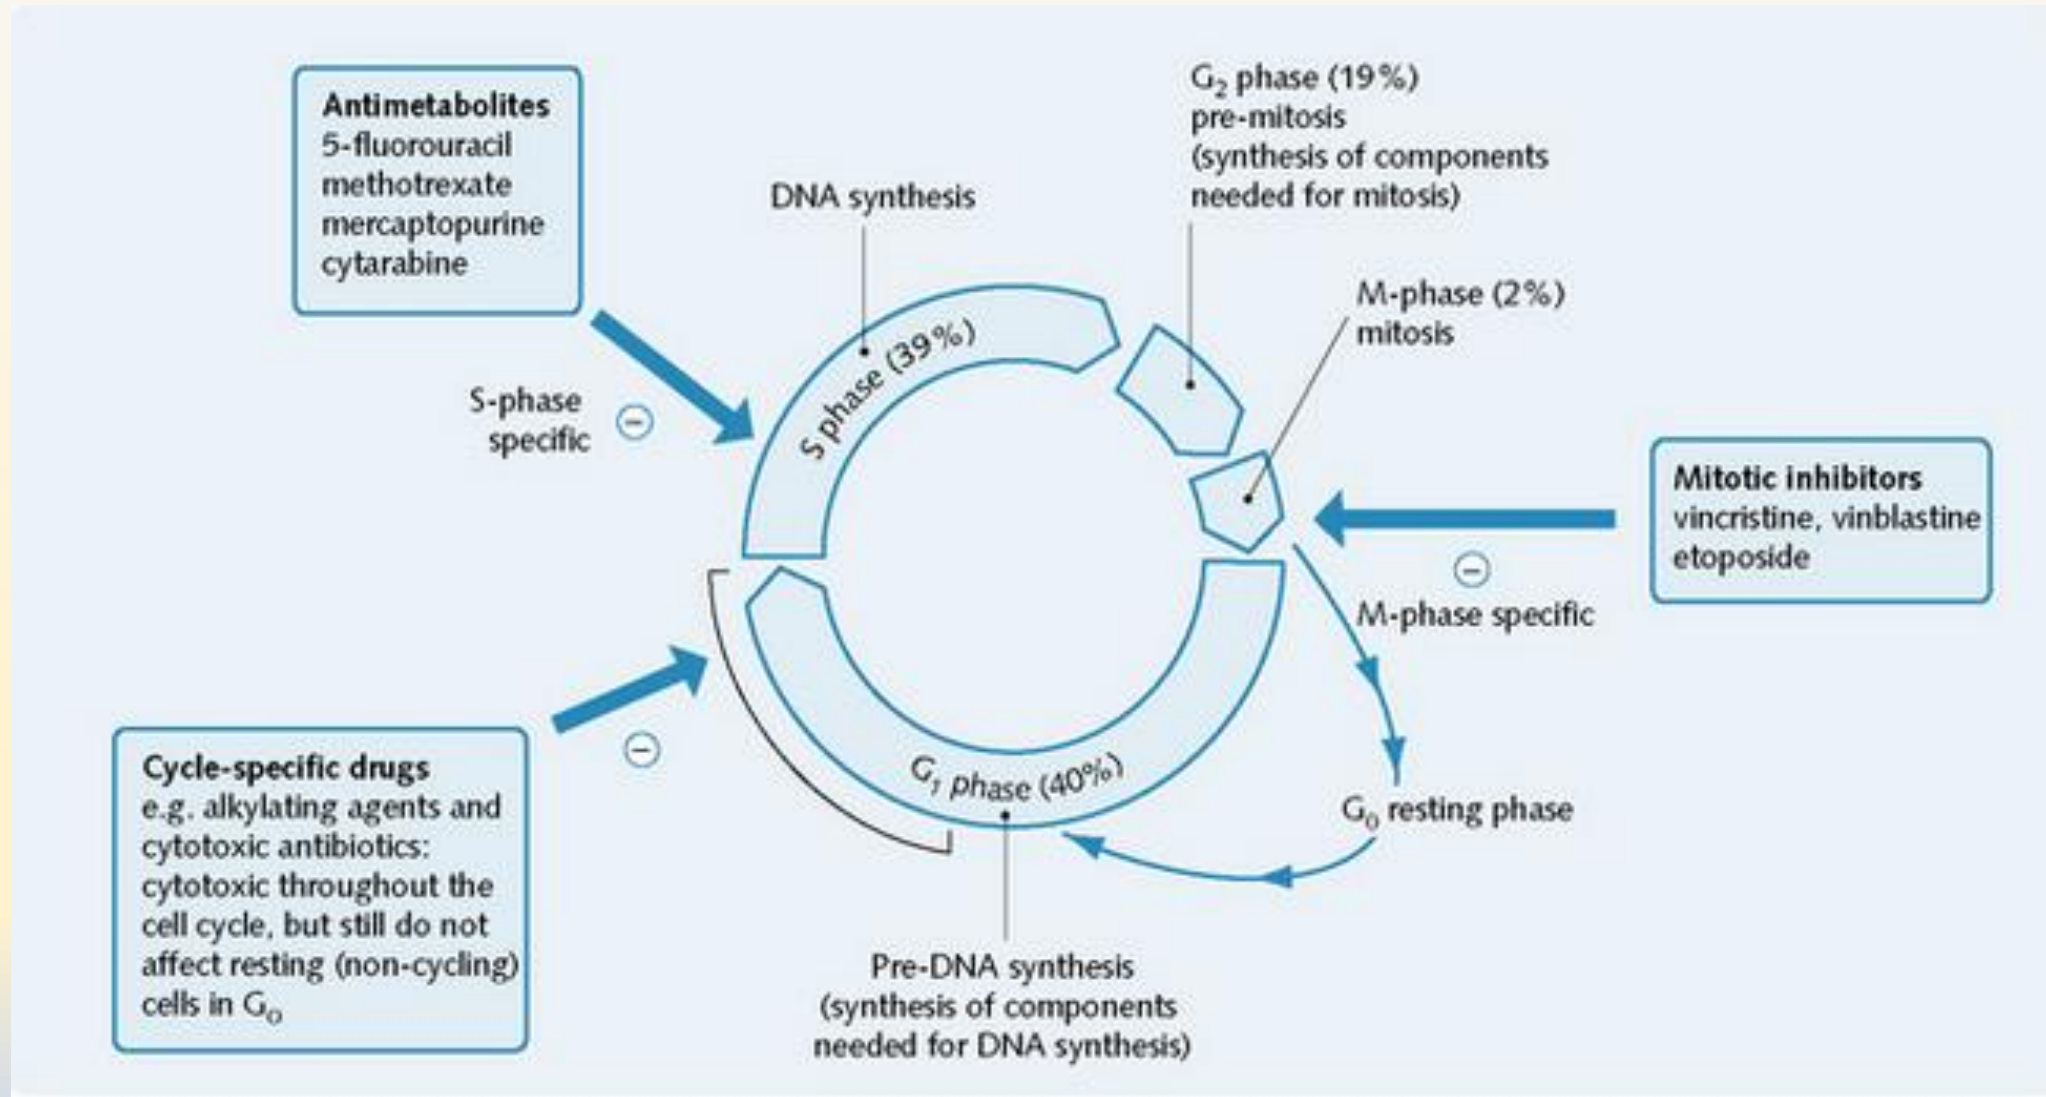 Antimetabolites
5-fluorouracil
methotrexate
mercaptopurine
cytarabine
S-phase
specific
−
DNA synthesis
S phase (39%)
G₂ phase (19%)
pre-mitosis
(synthesis of components
needed for mitosis)
M-phase (2%)
mitosis
Mitotic inhibitors
vincristine, vinblastine
etoposide
−
M-phase specific
G₀ resting phase
G₁ phase (40%)
Pre-DNA synthesis
(synthesis of components
needed for DNA synthesis)
−
Cycle-specific drugs
e.g. alkylating agents and
cytotoxic antibiotics:
cytotoxic throughout the
cell cycle, but still do not
affect resting (non-cycling)
cells in G₀